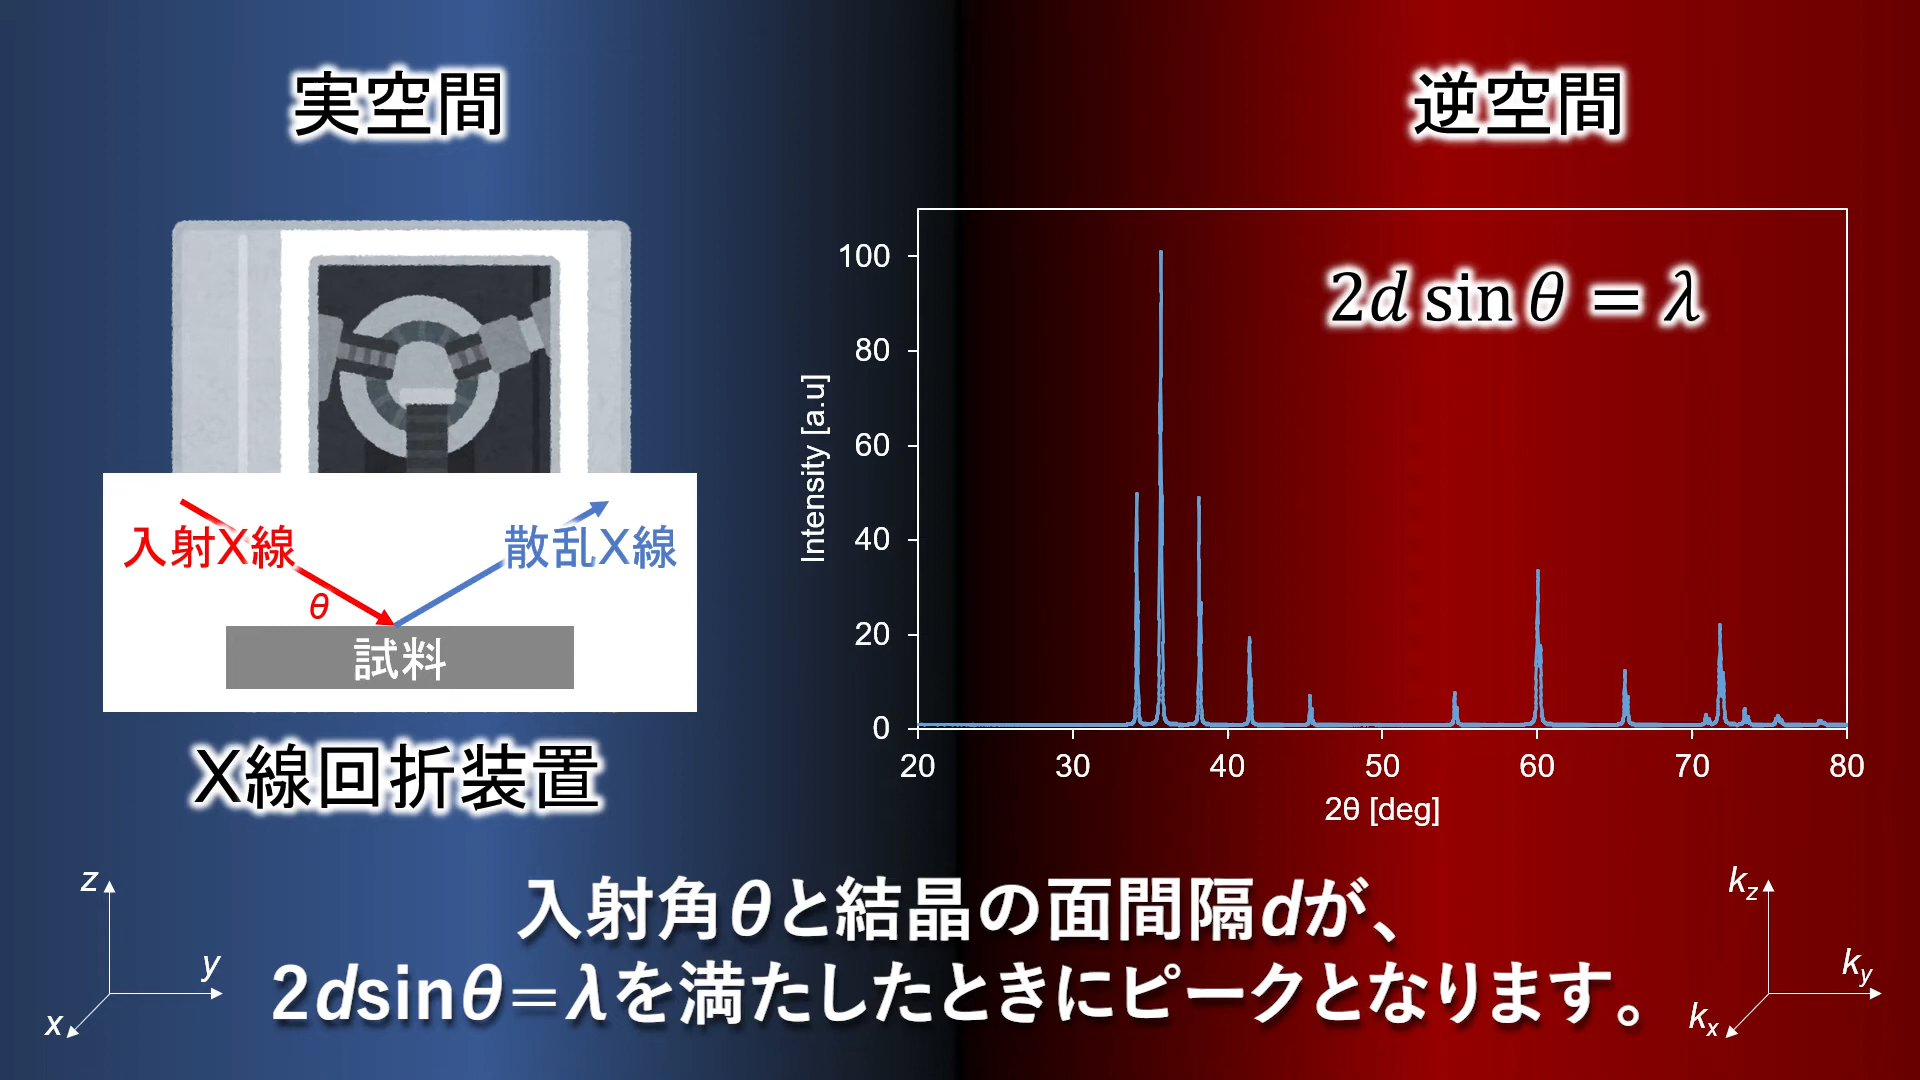 実空間
逆空間
2d sin θ = λ
100
80
60
40
20
0
Intensity [a.u]
20 30 40 50 60 70 80
2θ [deg]
入射X線
散乱X線
θ
試料
X線回折装置
z
y
x
kz
ky
kx
入射角θと結晶の面間隔dが、
2dsinθ=λを満たしたときにピークとなります。